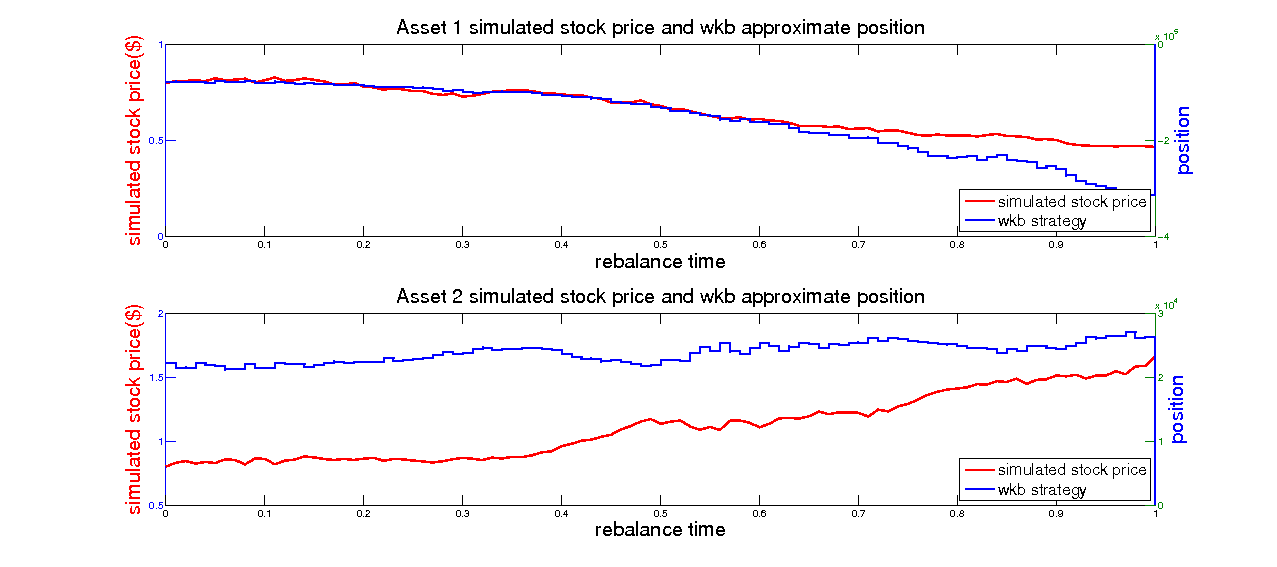 Asset 1 simulated stock price and wkb approximate position
simulated stock price($)
1
0.5
0
x 10^5
0
-2
-4
position
simulated stock price
wkb strategy
0 0.1 0.2 0.3 0.4 0.5 0.6 0.7 0.8 0.9 1
rebalance time
Asset 2 simulated stock price and wkb approximate position
simulated stock price($)
2
1.5
1
0.5
x 10^4
3
2
1
0
position
simulated stock price
wkb strategy
0 0.1 0.2 0.3 0.4 0.5 0.6 0.7 0.8 0.9 1
rebalance time